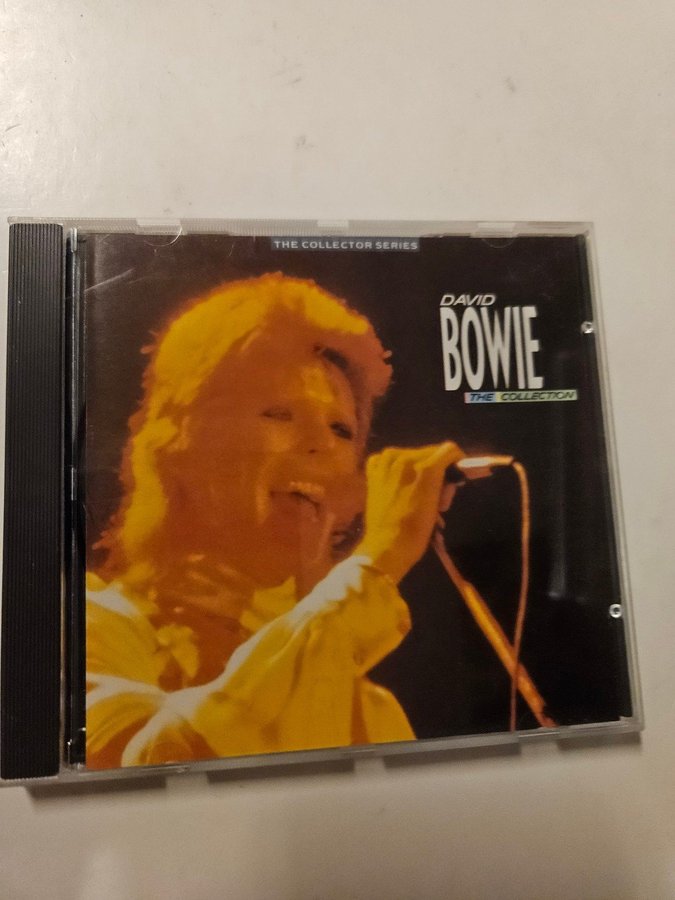 THE COLLECTOR SERIES
DAVID
BOWIE
THE COLLECTION